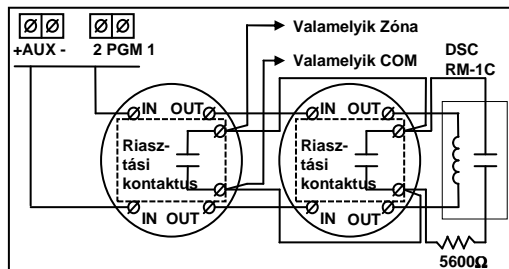 +AUX -
2 PGM 1
Valamelyik Zóna
Valamelyik COM
DSC
RM-1C
IN OUT
IN OUT
Riasz-
tási
kontaktus
Riasz-
tási
kontaktus
IN OUT
IN OUT
5600Ω